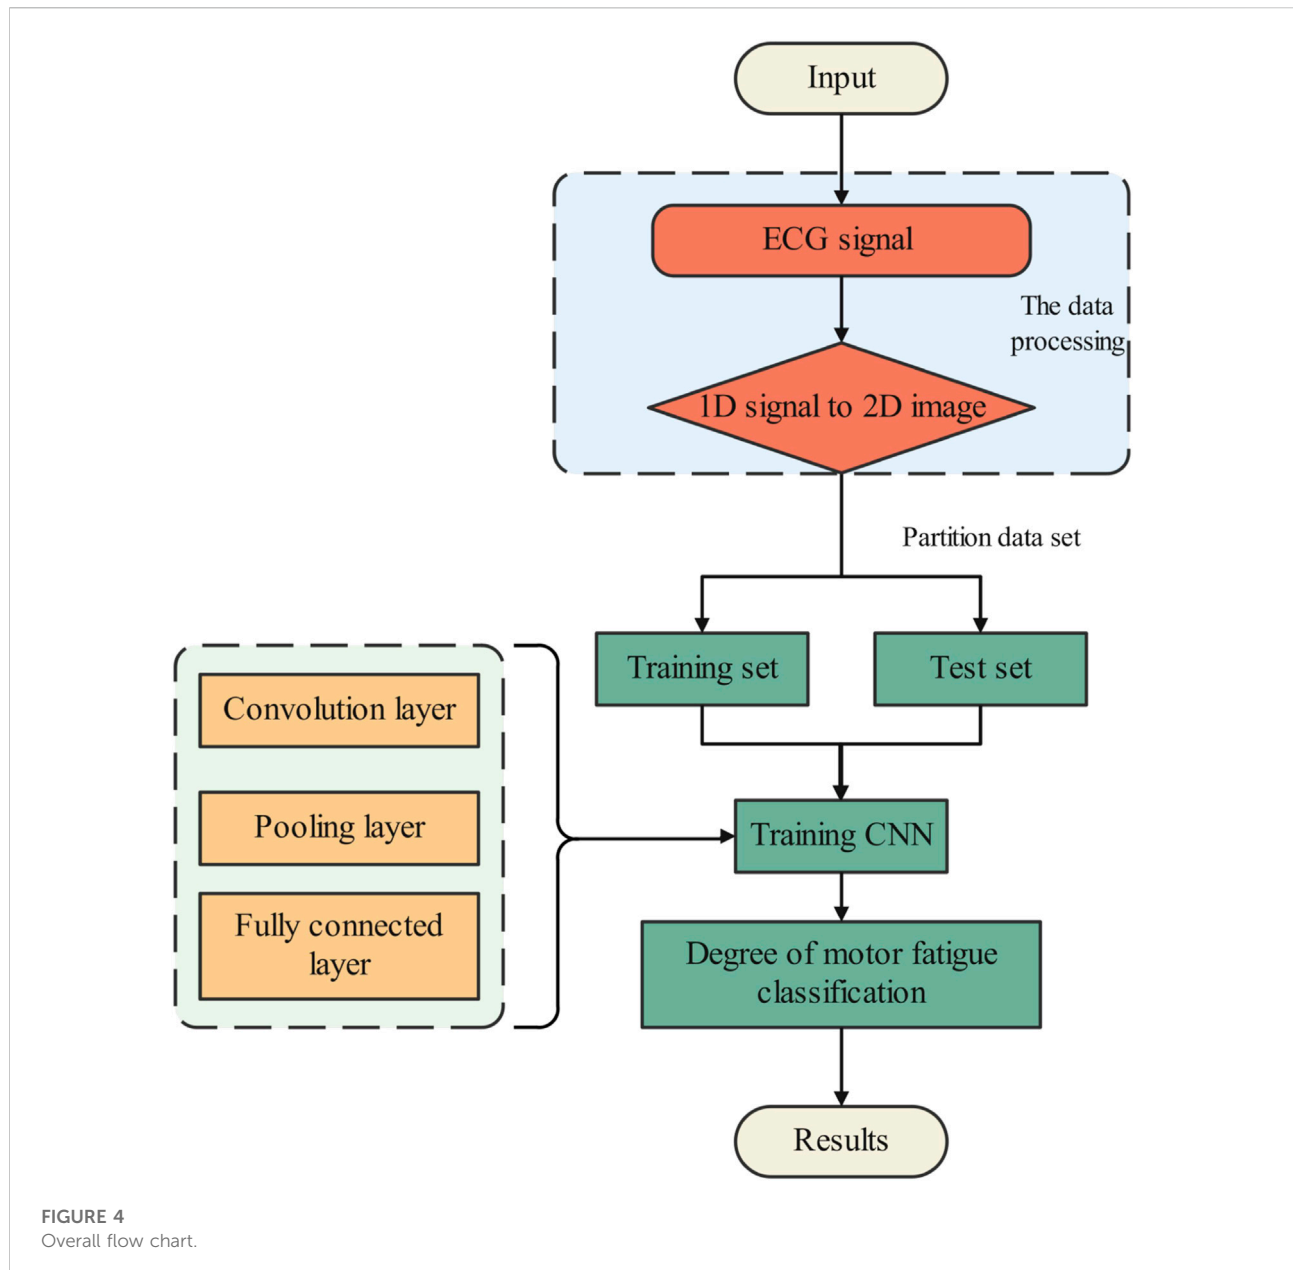 Input
ECG signal
The data
processing
1D signal to 2D image
Partition data set
Training set
Test set
Convolution layer
Pooling layer
Fully connected
layer
Training CNN
Degree of motor fatigue
classification
Results
FIGURE 4
Overall flow chart.